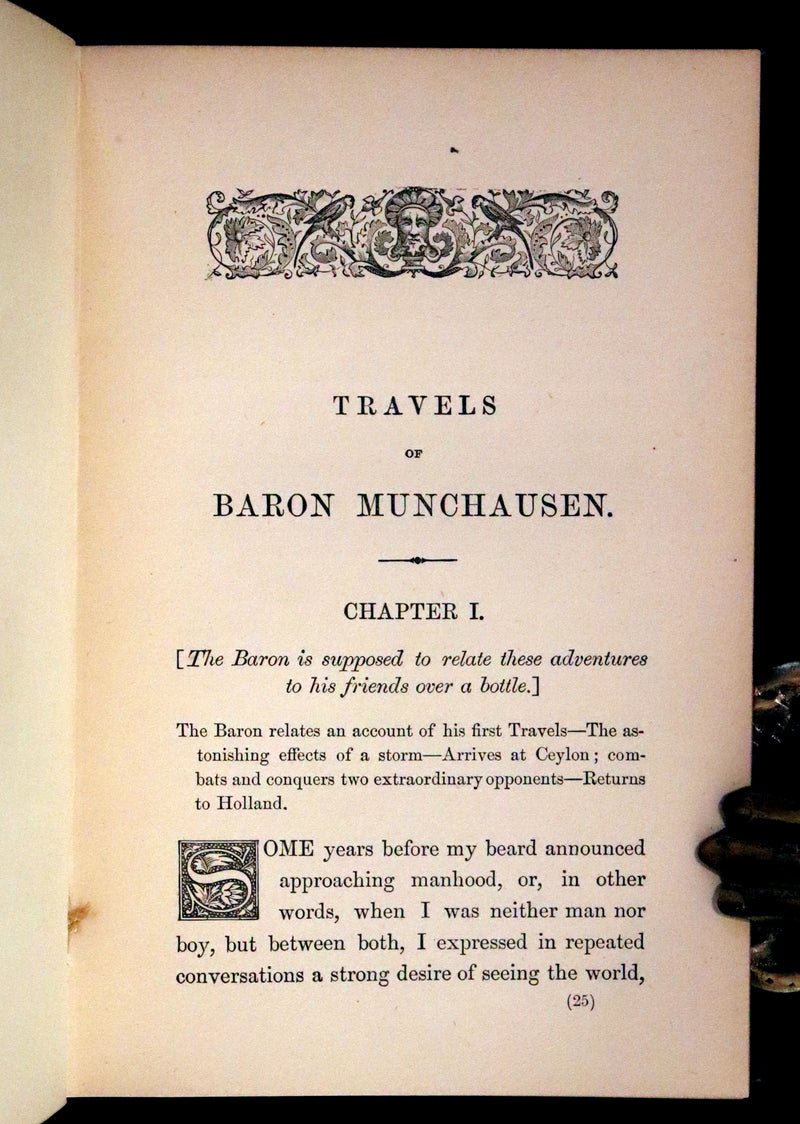 TRAVELS
OF
BARON MUNCHAUSEN.
CHAPTER I.
[The Baron is supposed to relate these adventures
to his friends over a bottle.]
The Baron relates an account of his first Travels—The as-
tonishing effects of a storm—Arrives at Ceylon; com-
bats and conquers two extraordinary opponents—Returns
to Holland.
SOME years before my beard announced
approaching manhood, or, in other
words, when I was neither man nor
boy, but between both, I expressed in repeated
conversations a strong desire of seeing the world,
(25)